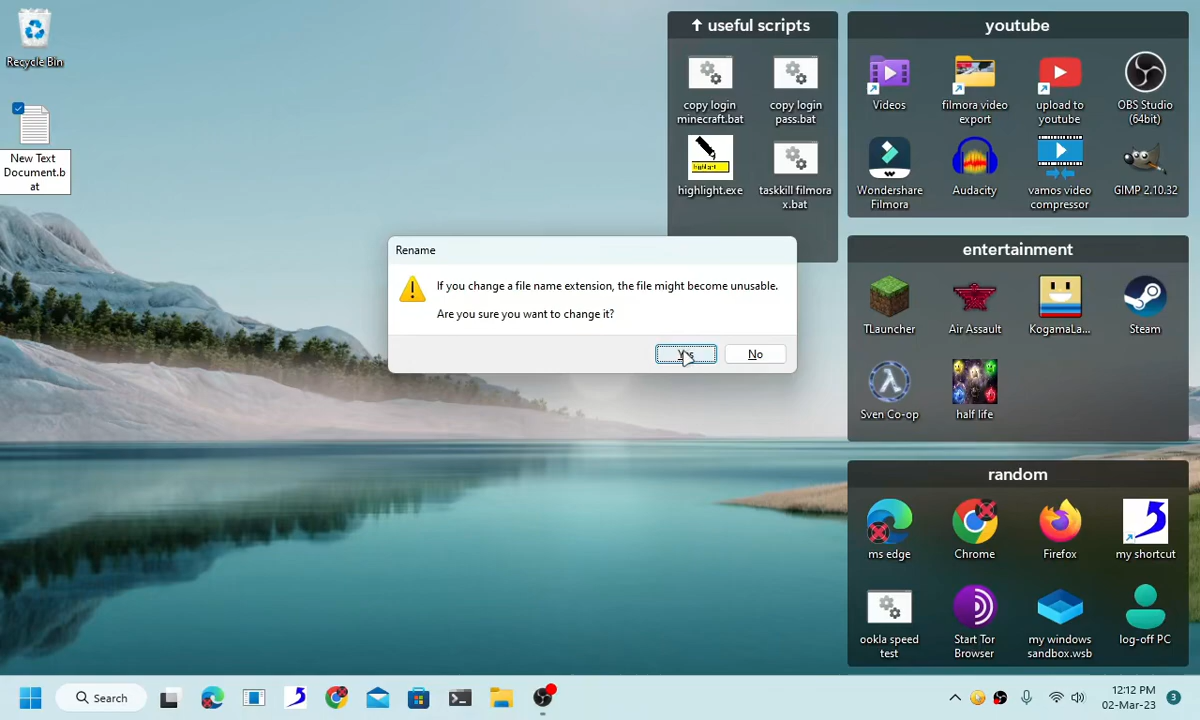 Recycle Bin
New Text
Document.b
at
↑ useful scripts
copy login
minecraft.bat
copy login
pass.bat
highlight
highlight.exe
taskkill filmora
x.bat
youtube
Videos
filmora video
export
upload to
youtube
OBS Studio
(64bit)
Wondershare
Filmora
Audacity
vamos video
compressor
GIMP 2.10.32
Rename
If you change a file name extension, the file might become unusable.
Are you sure you want to change it?
Yes
No
entertainment
TLauncher
Air Assault
KogamaLa...
Steam
Sven Co-op
half life
random
ms edge
Chrome
Firefox
my shortcut
ookla speed
test
Start Tor
Browser
my windows
sandbox.wsb
log-off PC
Search
12:12 PM
02-Mar-23
3